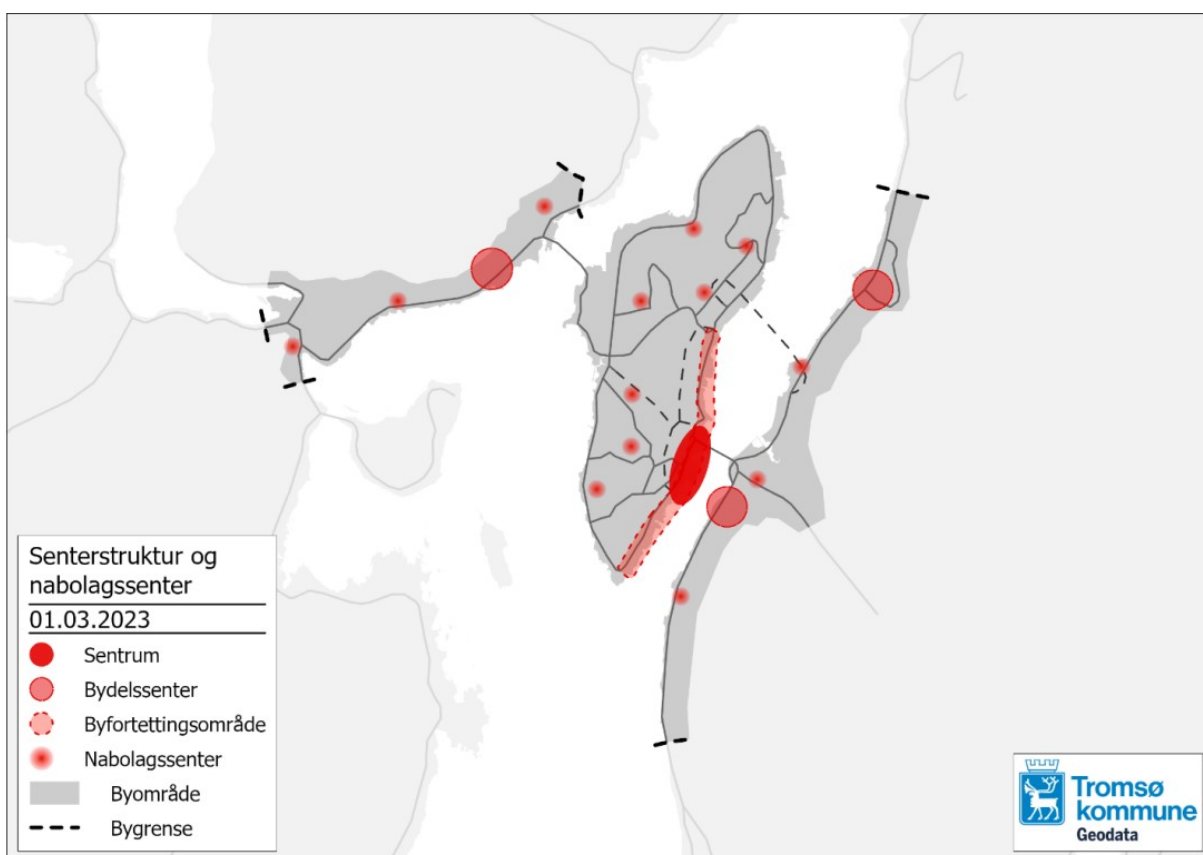 Senterstruktur og
nabolagssenter
01.03.2023
Sentrum
Bydelssenter
Byfortettingsområde
Nabolagssenter
Byområde
Bygrense
Tromsø
kommune
Geodata